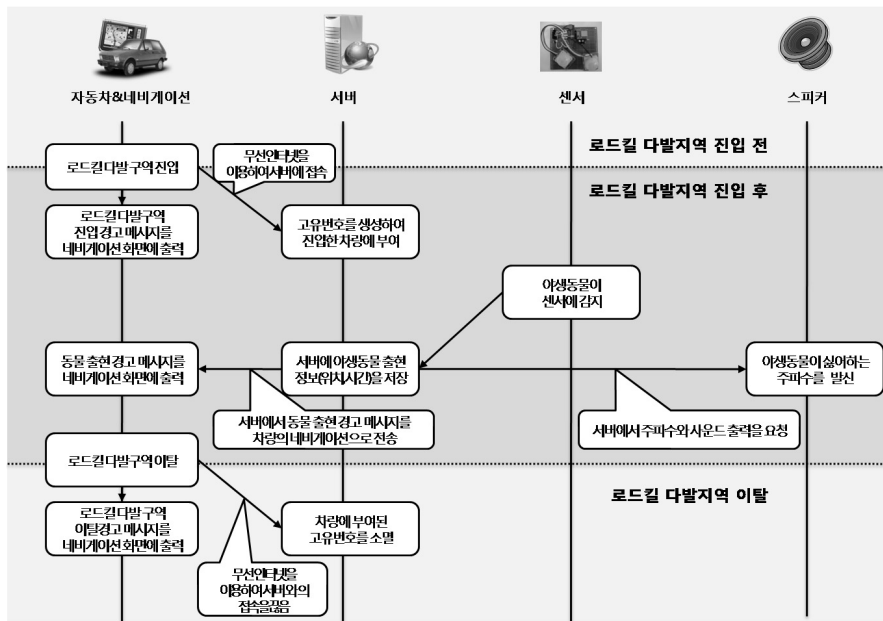 자동차&네비게이션
서버
센서
스피커
로드킬 다발지역 진입 전
로드킬 다발 구역 진입
무선인터넷을
이용하여서버에 접속
로드킬 다발지역 진입 후
로드킬 다발구역
진입 경고 메시지를
네비게이션 화면에 출력
고유번호를 생성하여
진입한 차량에 부여
야생동물이
센서에 감지
동물 출현 경고 메시지를
네비게이션 화면에 출력
서버에 야생동물 출현
정보(위치,시간)을 저장
야생동물이 싫어하는
주파수를 발신
서버에서 동물 출현 경고 메시지를
차량의 네비게이션으로 전송
서버에서 주파수와 사운드 출력을 요청
로드킬 다발구역 이탈
로드킬 다발지역 이탈
로드킬 다발 구역
이탈경고 메시지를
네비게이션 화면에 출력
차량에 부여된
고유번호를 소멸
무선인터넷을
이용하여서버와의
접속을끊음